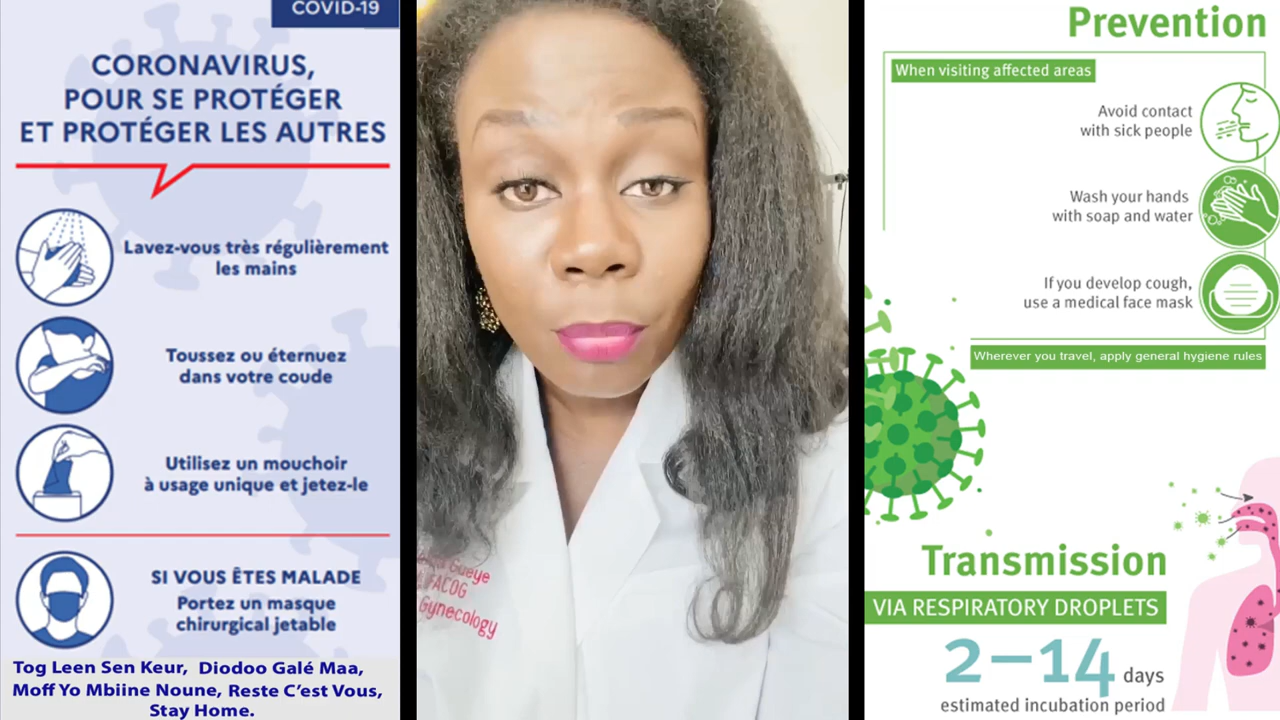 COVID-19
CORONAVIRUS,
POUR SE PROTÉGER
ET PROTÉGER LES AUTRES
Lavez-vous très régulièrement
les mains
Toussez ou éternuez
dans votre coude
Utilisez un mouchoir
à usage unique et jetez-le
SI VOUS ÊTES MALADE
Portez un masque
chirurgical jetable
Tog Leen Sen Keur, Diodoo Galé Maa,
Moff Yo Mbiine Noune, Reste C'est Vous,
Stay Home.
Gueye
FACOG
Gynecology
Prevention
When visiting affected areas
Avoid contact
with sick people
Wash your hands
with soap and water
If you develop cough,
use a medical face mask
Wherever you travel, apply general hygiene rules
Transmission
VIA RESPIRATORY DROPLETS
2–14 days
estimated incubation period